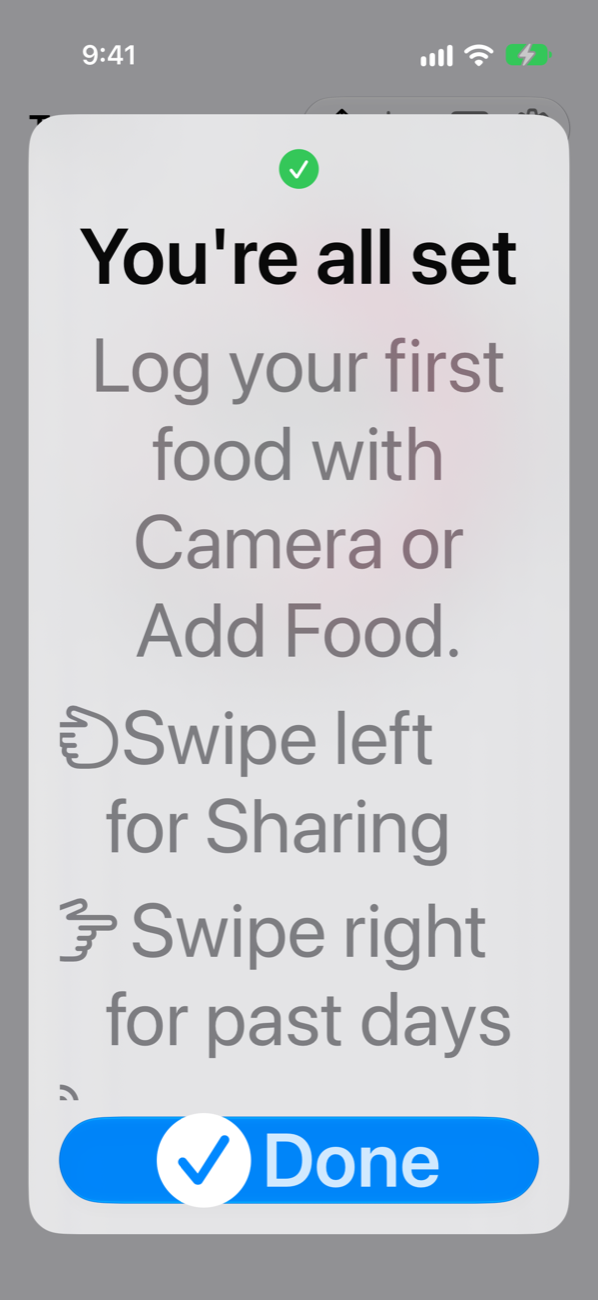 9:41
You're all set
Log your first
food with
Camera or
Add Food.
Swipe left
for Sharing
Swipe right
for past days
Done